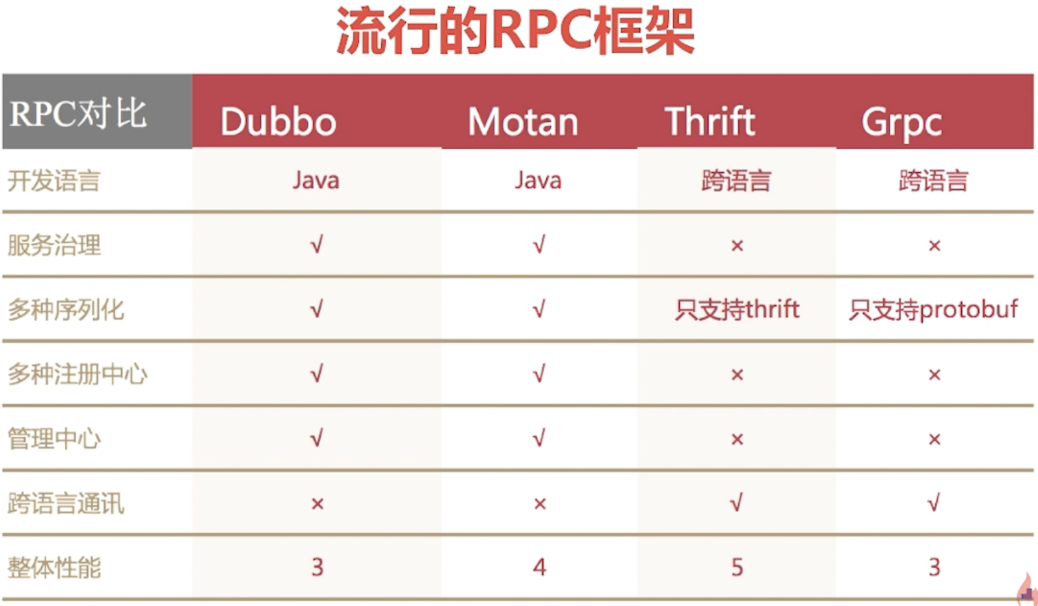 流行的RPC框架
RPC对比 Dubbo Motan Thrift Grpc
开发语言 Java Java 跨语言 跨语言
服务治理 √ √ × ×
多种序列化 √ √ 只支持thrift 只支持protobuf
多种注册中心 √ √ × ×
管理中心 √ √ × ×
跨语言通讯 × × √ √
整体性能 3 4 5 3